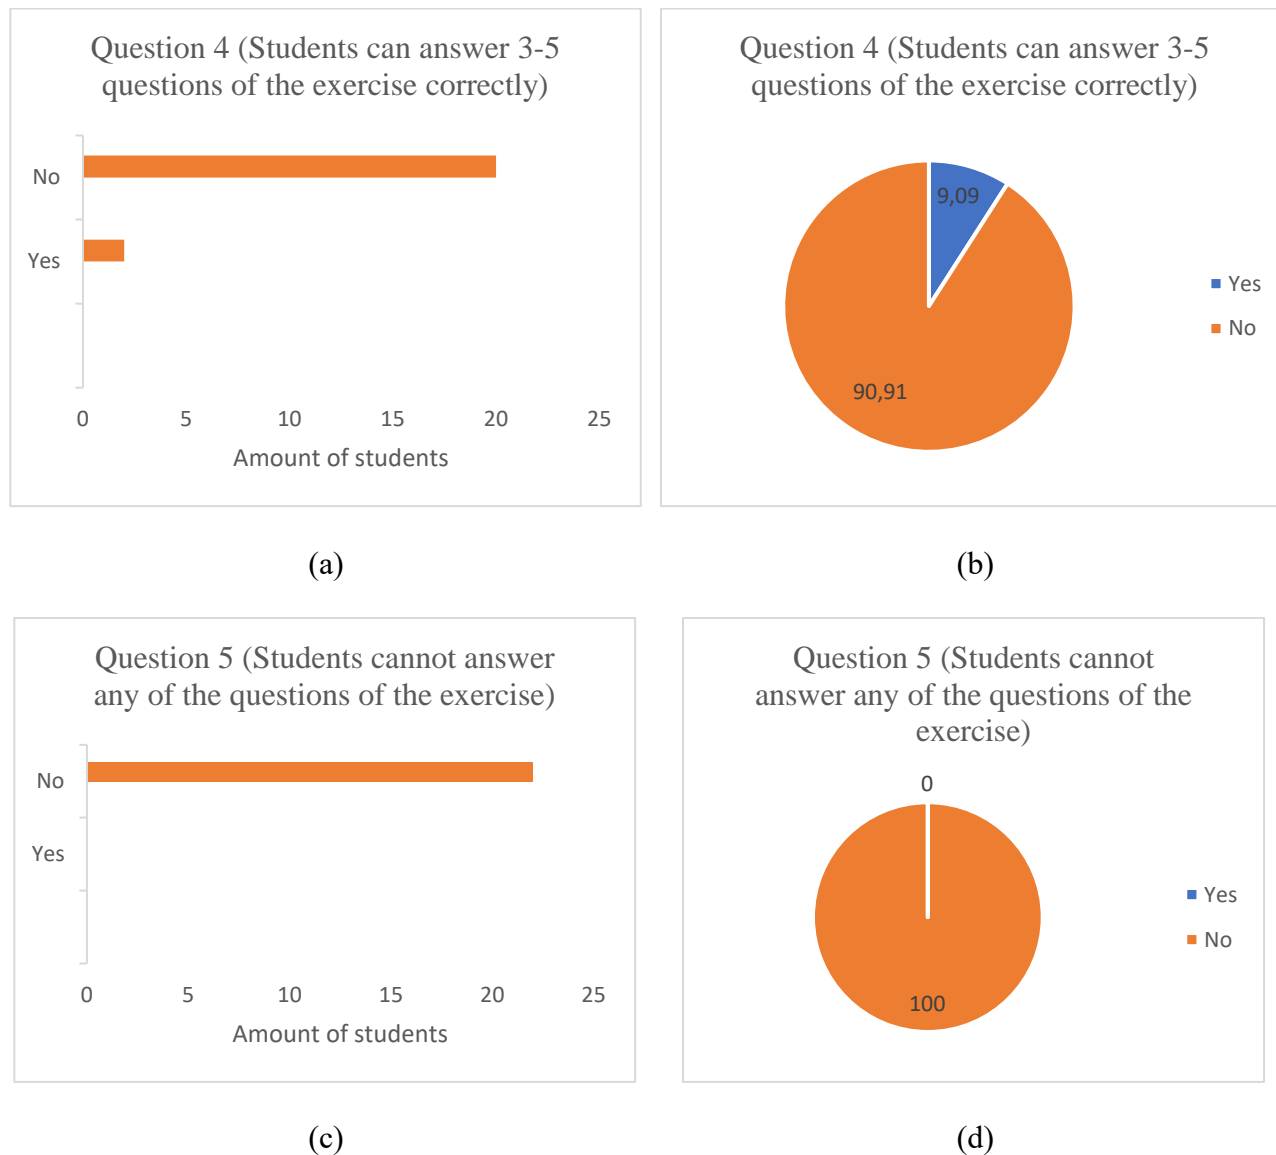 Question 4 (Students can answer 3-5
questions of the exercise correctly)
No
Yes
0 5 10 15 20 25
Amount of students
(a)
Question 4 (Students can answer 3-5
questions of the exercise correctly)
9,09
90,91
Yes
No
(b)
Question 5 (Students cannot answer
any of the questions of the exercise)
No
Yes
0 5 10 15 20 25
Amount of students
(c)
Question 5 (Students cannot
answer any of the questions of the
exercise)
0
100
Yes
No
(d)